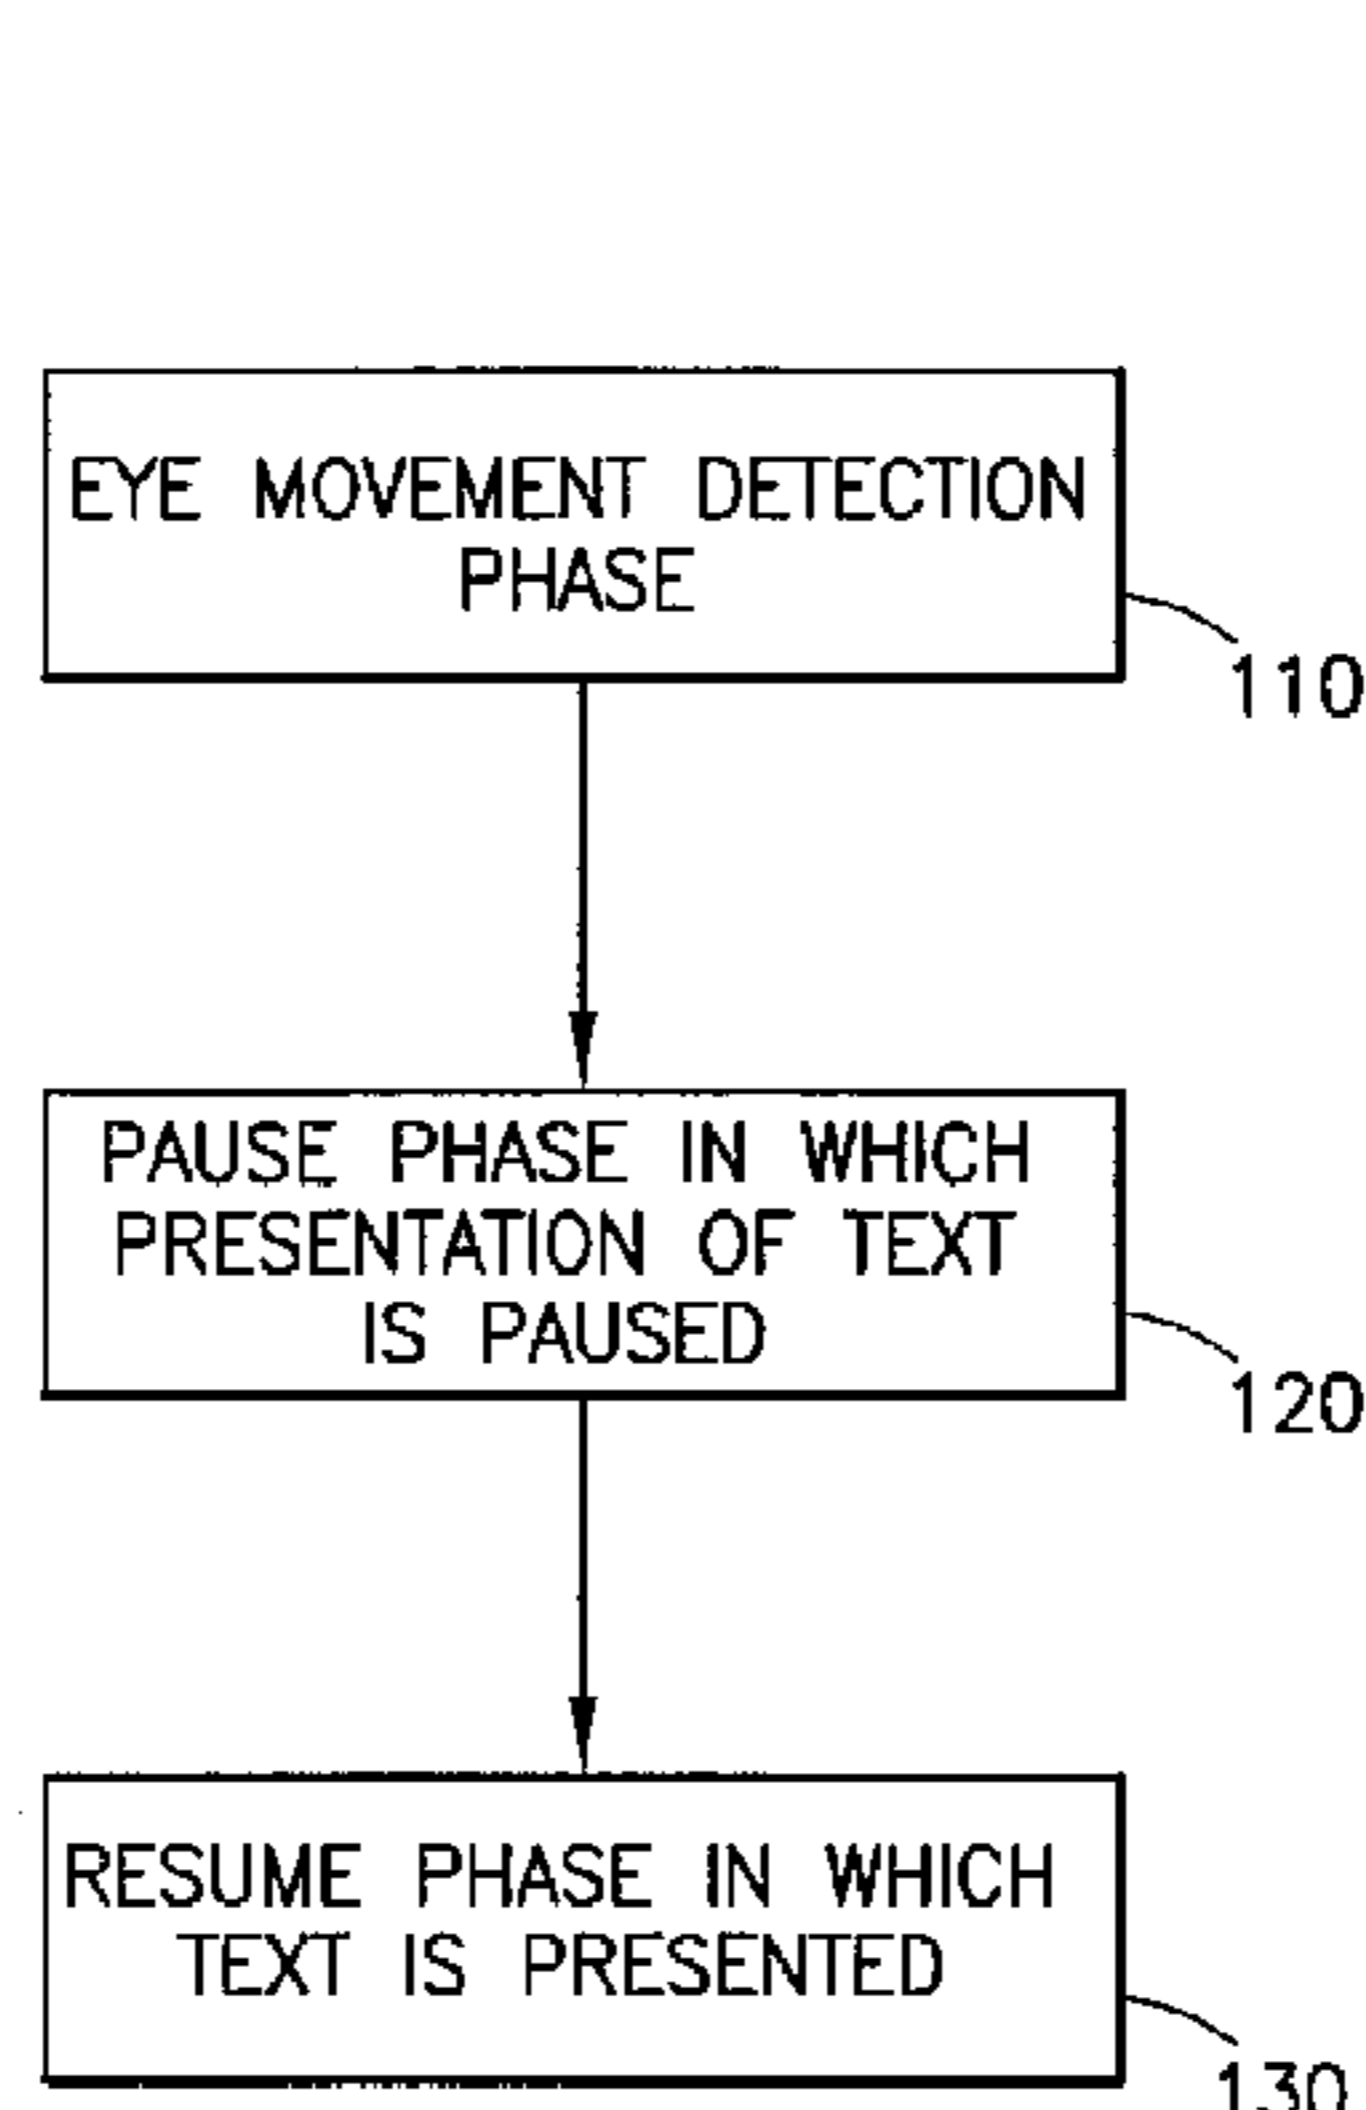 EYE MOVEMENT DETECTION
PHASE
110
PAUSE PHASE IN WHICH
PRESENTATION OF TEXT
IS PAUSED
120
RESUME PHASE IN WHICH
TEXT IS PRESENTED
130